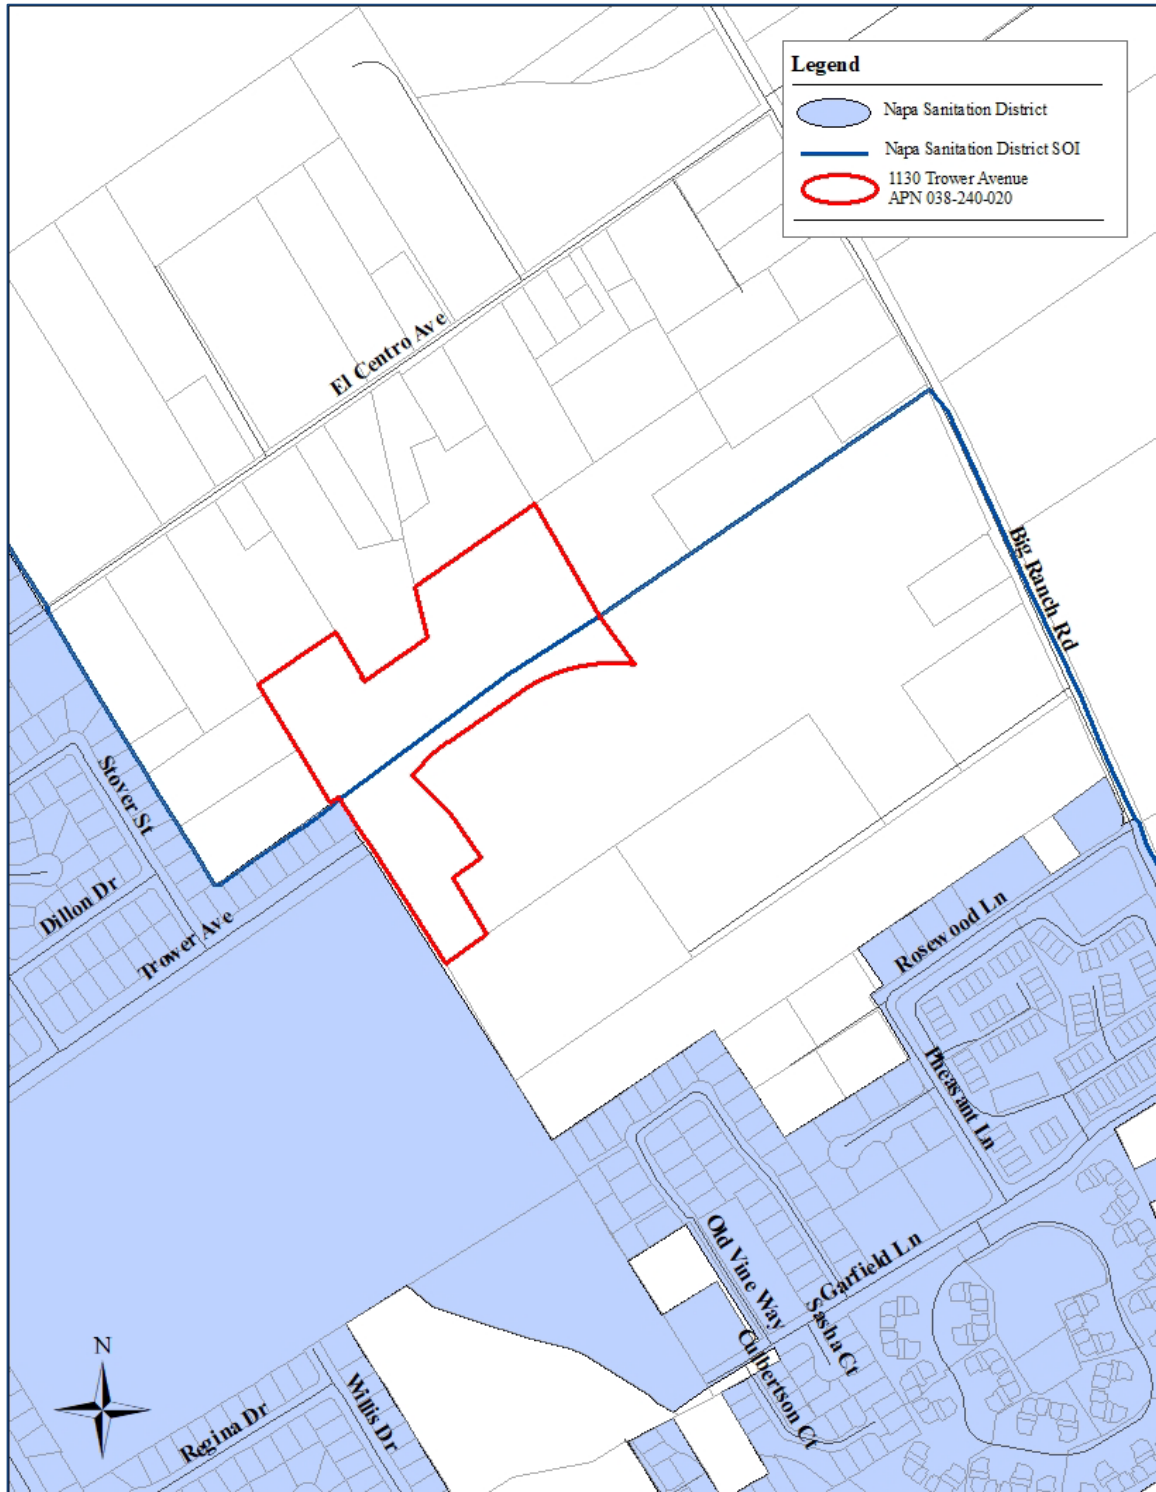 Legend
Napa Sanitation District
Napa Sanitation District SOI
1130 Trower Avenue
APN 038-240-020
El Centro Ave
Big Ranch Rd
Stover St
Dillon Dr
Trower Ave
Rosewood Ln
Pheasant Ln
Old Vine Way
Garfield Ln
Sasha Ct
Culbertson Ct
N
Willis Dr
Regina Dr